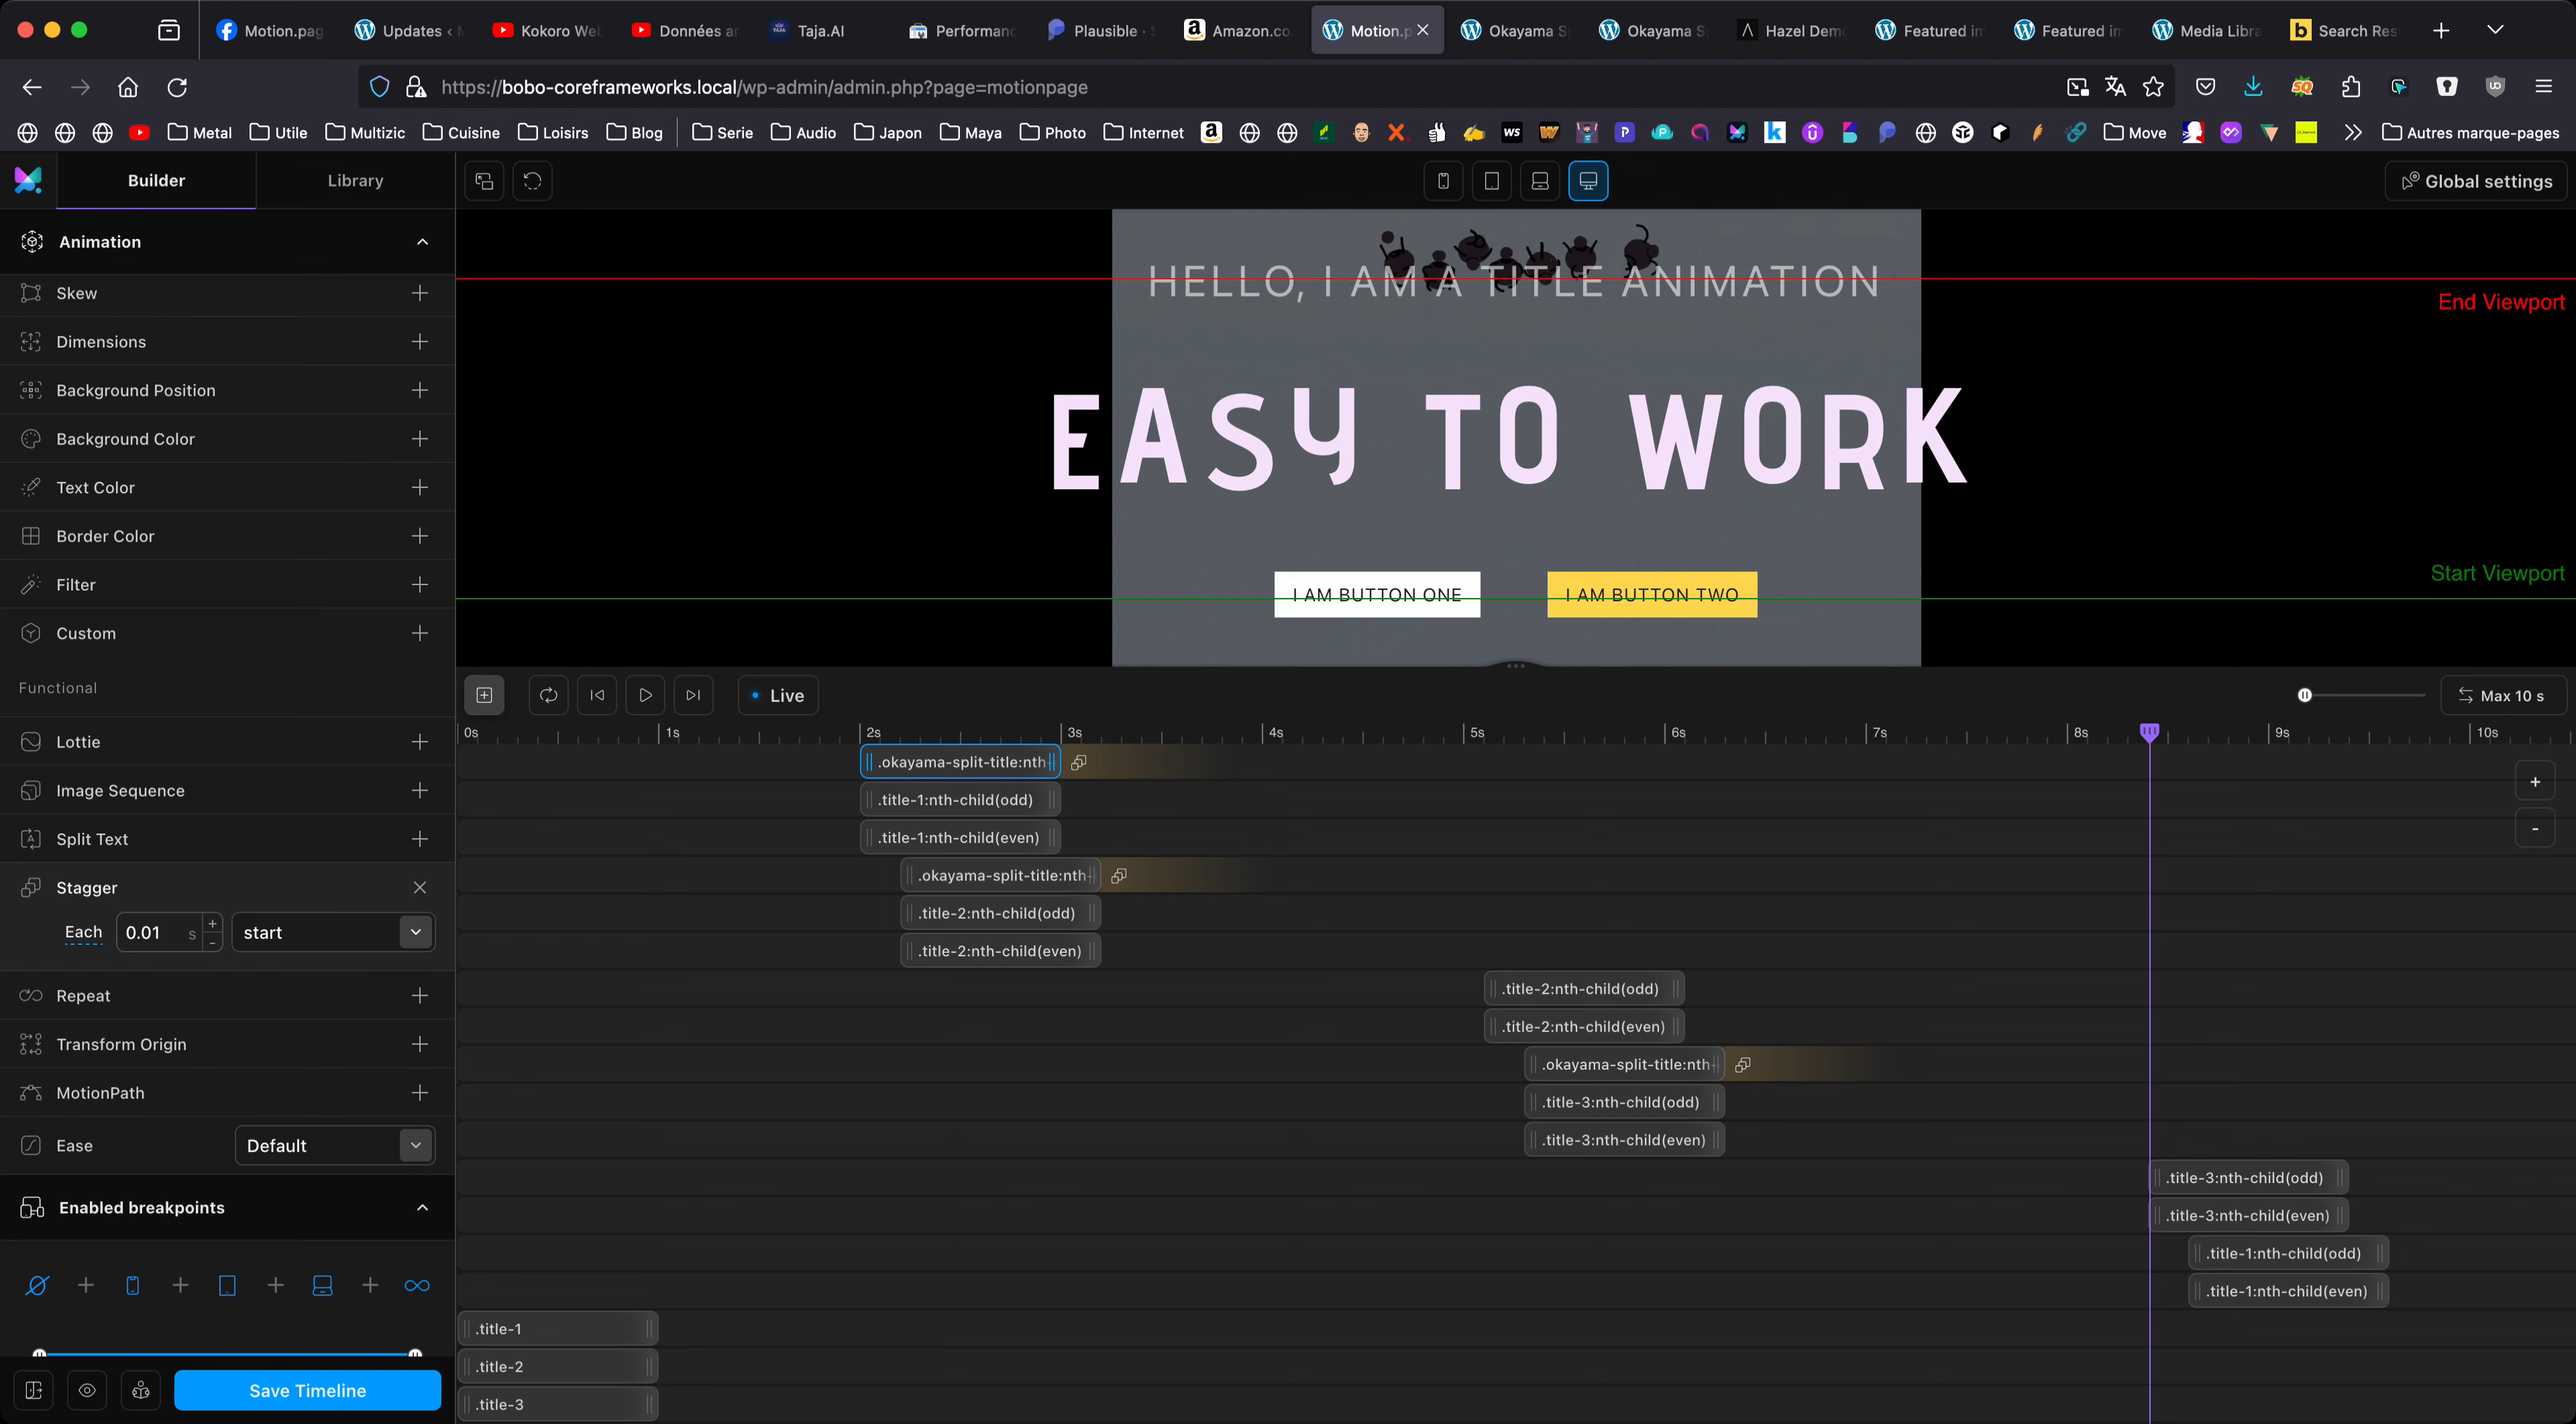 Motion.pag
Updates ‹
Kokoro Web
Données an
Taja.AI
Performanc
Plausible ·
Amazon.co
Motion.p
Okayama S
Okayama S
Hazel Demo
Featured im
Featured im
Media Libra
Search Res
https://bobo-coreframeworks.local/wp-admin/admin.php?page=motionpage
Metal
Utile
Multizic
Cuisine
Loisirs
Blog
Serie
Audio
Japon
Maya
Photo
Internet
Move
Autres marque-pages
Builder
Library
Global settings
Animation
Skew
Dimensions
Background Position
Background Color
Text Color
Border Color
Filter
Custom
Functional
Lottie
Image Sequence
Split Text
Stagger
Each 0.01 s start
Repeat
Transform Origin
MotionPath
Ease Default
Enabled breakpoints
Save Timeline
HELLO, I AM A TITLE ANIMATION
End Viewport
EASY TO WORK
Start Viewport
I AM BUTTON ONE
I AM BUTTON TWO
Live
Max 10 s
0s 1s 2s 3s 4s 5s 6s 7s 8s 9s 10s
.okayama-split-title:nth-
.title-1:nth-child(odd)
.title-1:nth-child(even)
.okayama-split-title:nth-
.title-2:nth-child(odd)
.title-2:nth-child(even)
.title-2:nth-child(odd)
.title-2:nth-child(even)
.okayama-split-title:nth-
.title-3:nth-child(odd)
.title-3:nth-child(even)
.title-3:nth-child(odd)
.title-3:nth-child(even)
.title-1:nth-child(odd)
.title-1:nth-child(even)
.title-1
.title-2
.title-3